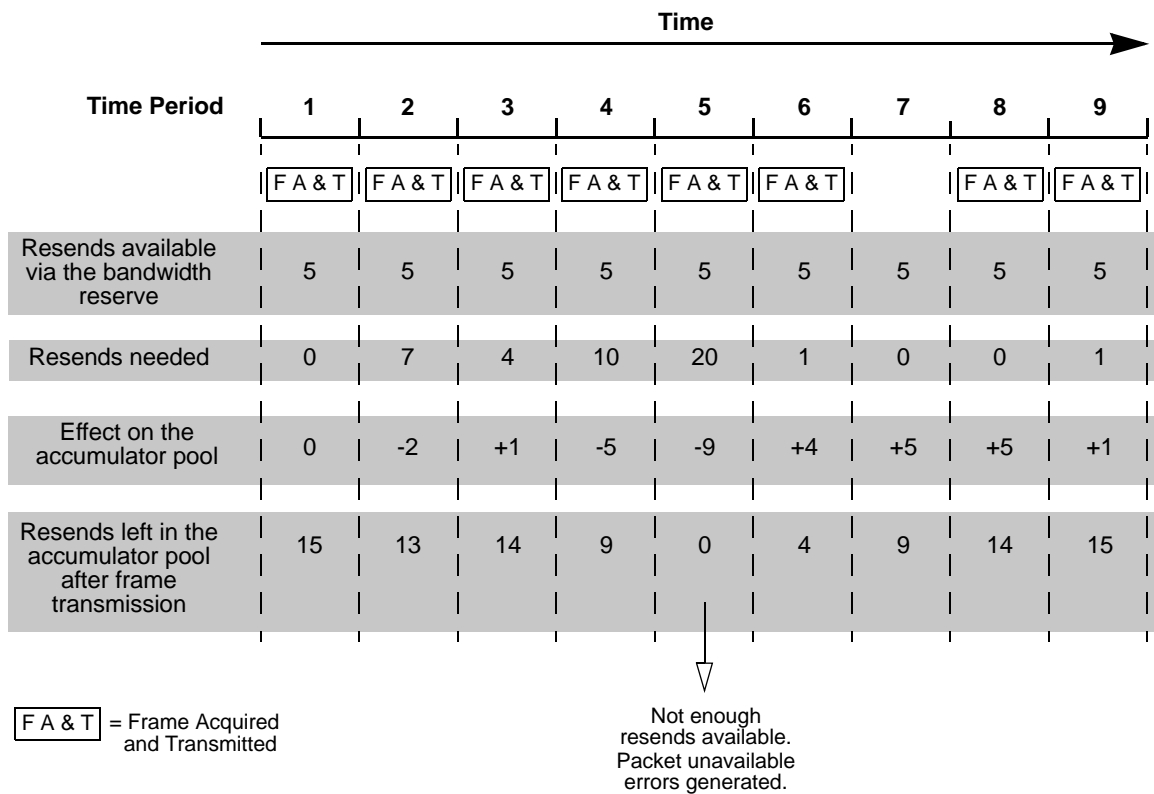 Time
Time Period 1 2 3 4 5 6 7 8 9
F A & T F A & T F A & T F A & T F A & T F A & T F A & T F A & T
Resends available
via the bandwidth
reserve
5 5 5 5 5 5 5 5 5
Resends needed 0 7 4 10 20 1 0 0 1
Effect on the
accumulator pool
0 -2 +1 -5 -9 +4 +5 +5 +1
Resends left in the
accumulator pool
after frame
transmission
15 13 14 9 0 4 9 14 15
F A & T = Frame Acquired
and Transmitted
Not enough
resends available.
Packet unavailable
errors generated.